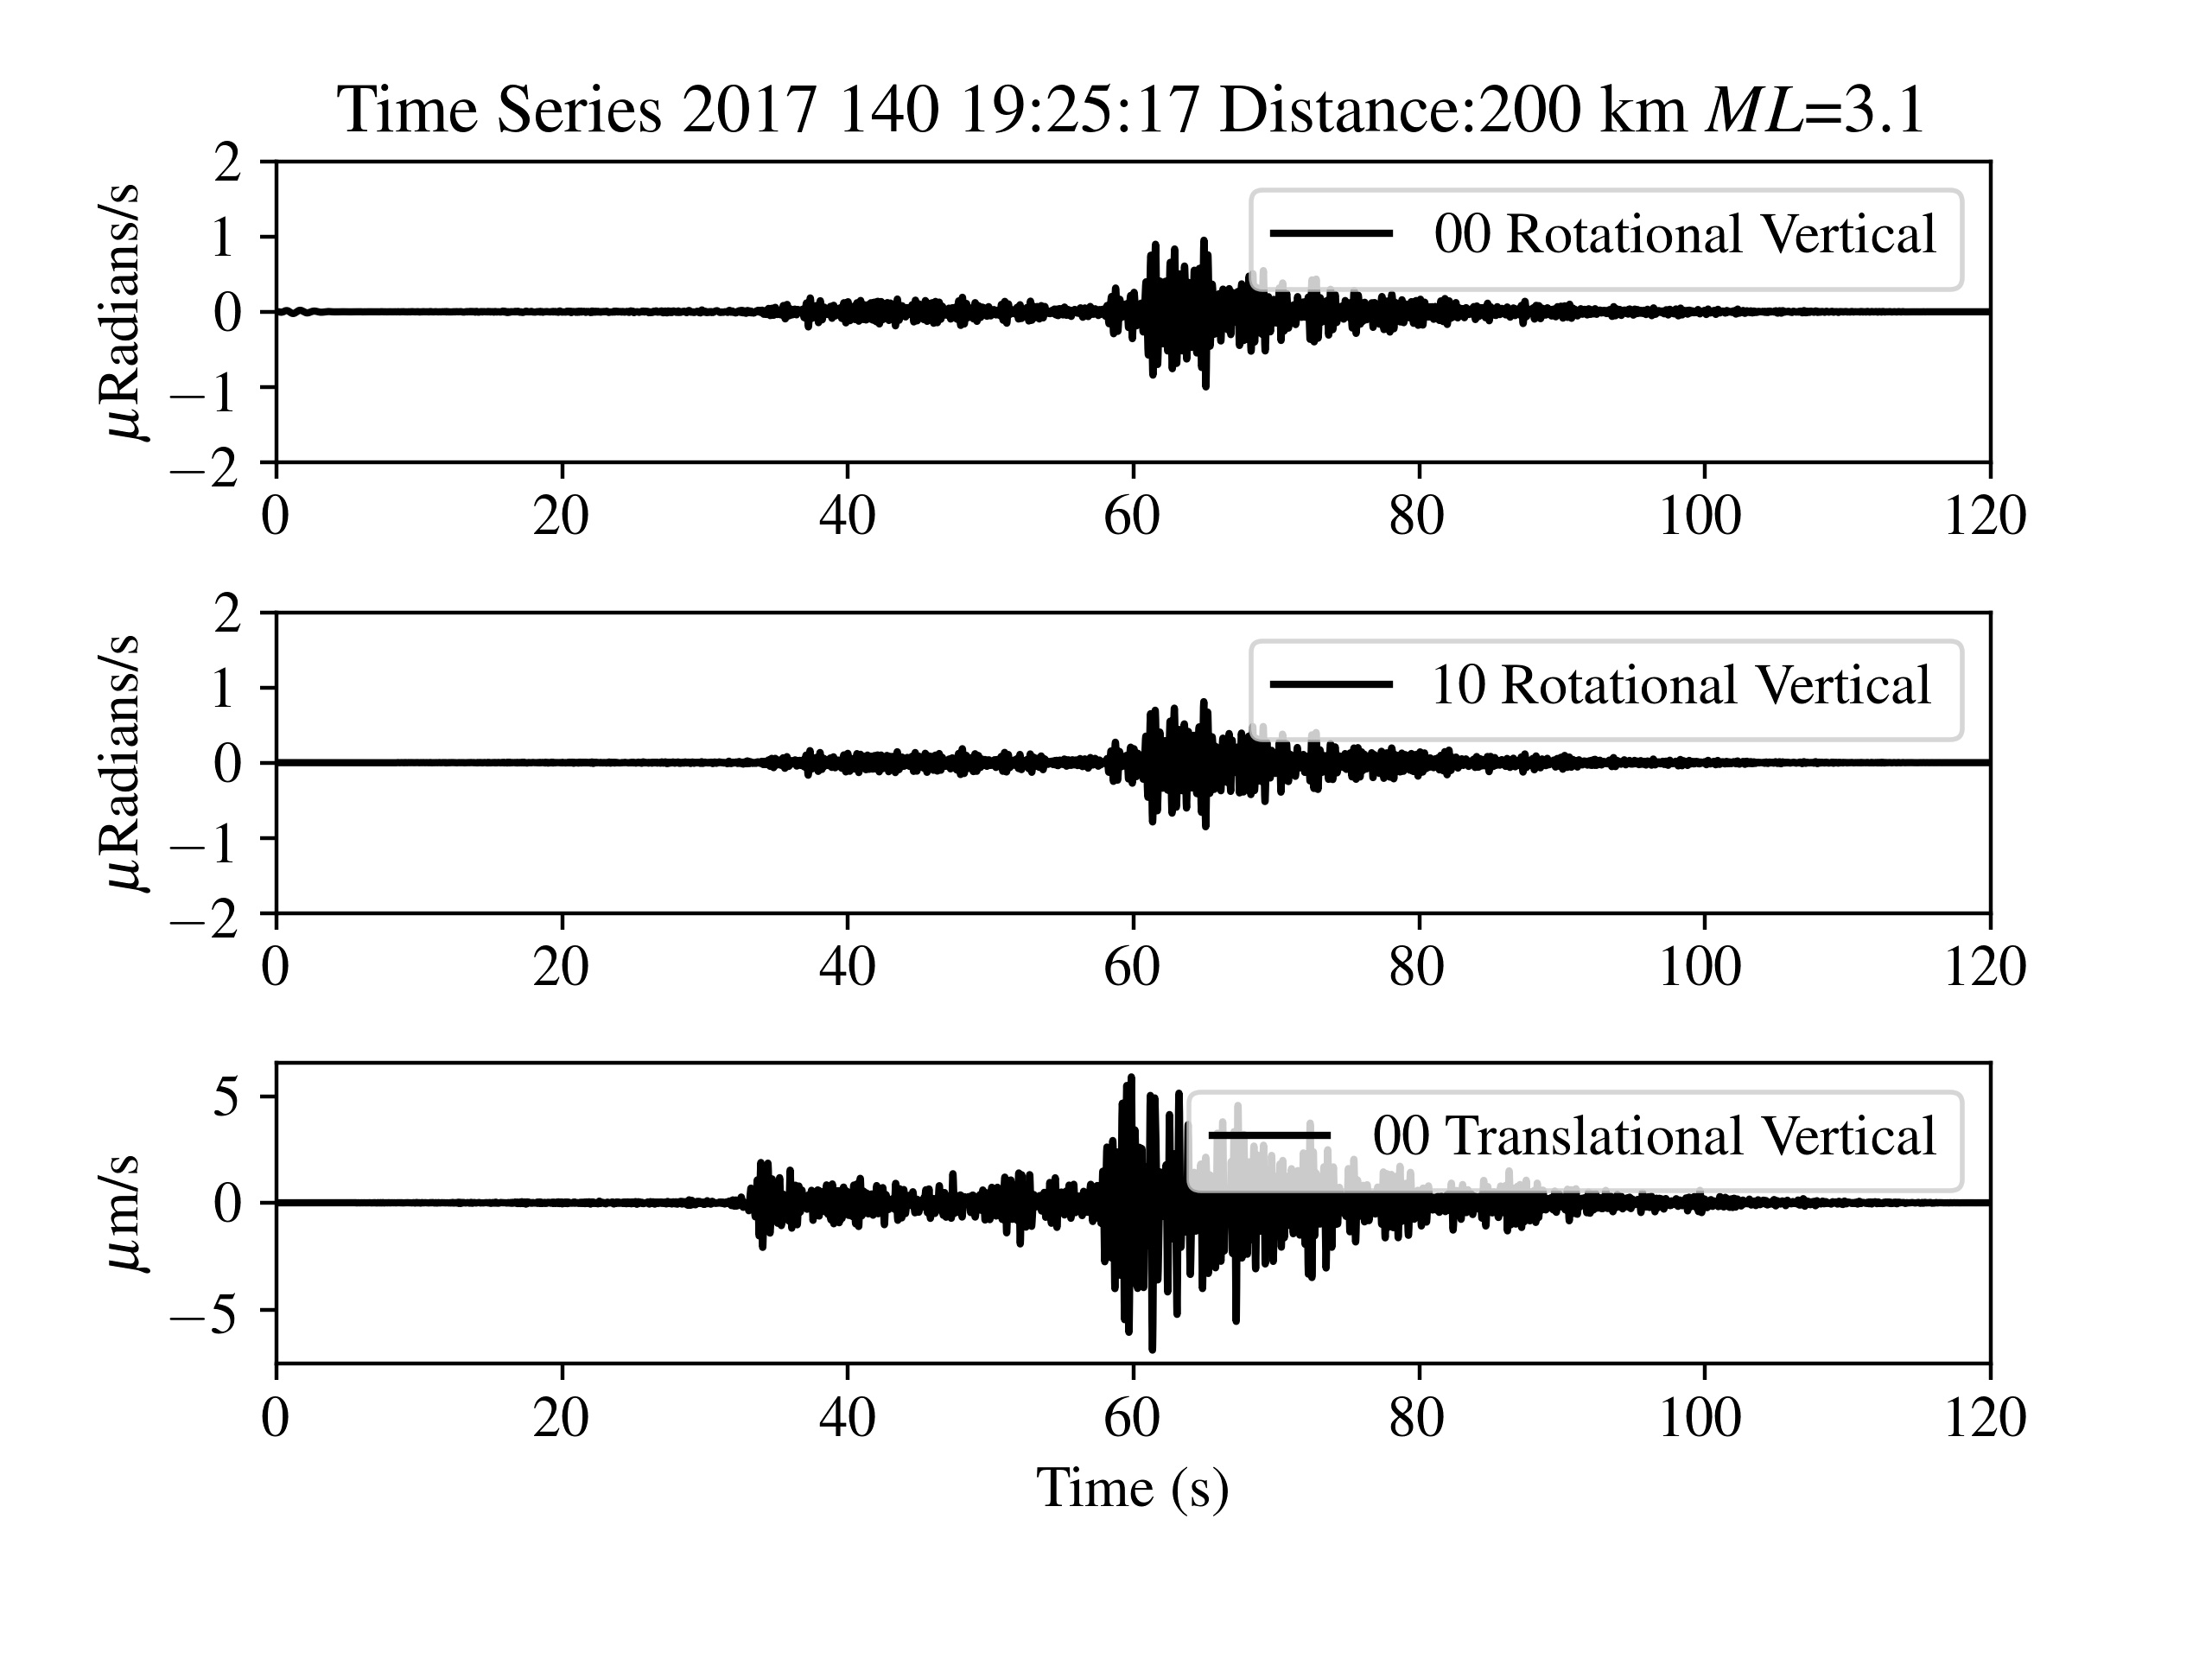 Time Series 2017 140 19:25:17 Distance:200 km ML=3.1
2
1
0
−1
−2
μRadians/s
00 Rotational Vertical
0 20 40 60 80 100 120
2
1
0
−1
−2
μRadians/s
10 Rotational Vertical
0 20 40 60 80 100 120
5
0
−5
μm/s
00 Translational Vertical
0 20 40 60 80 100 120
Time (s)